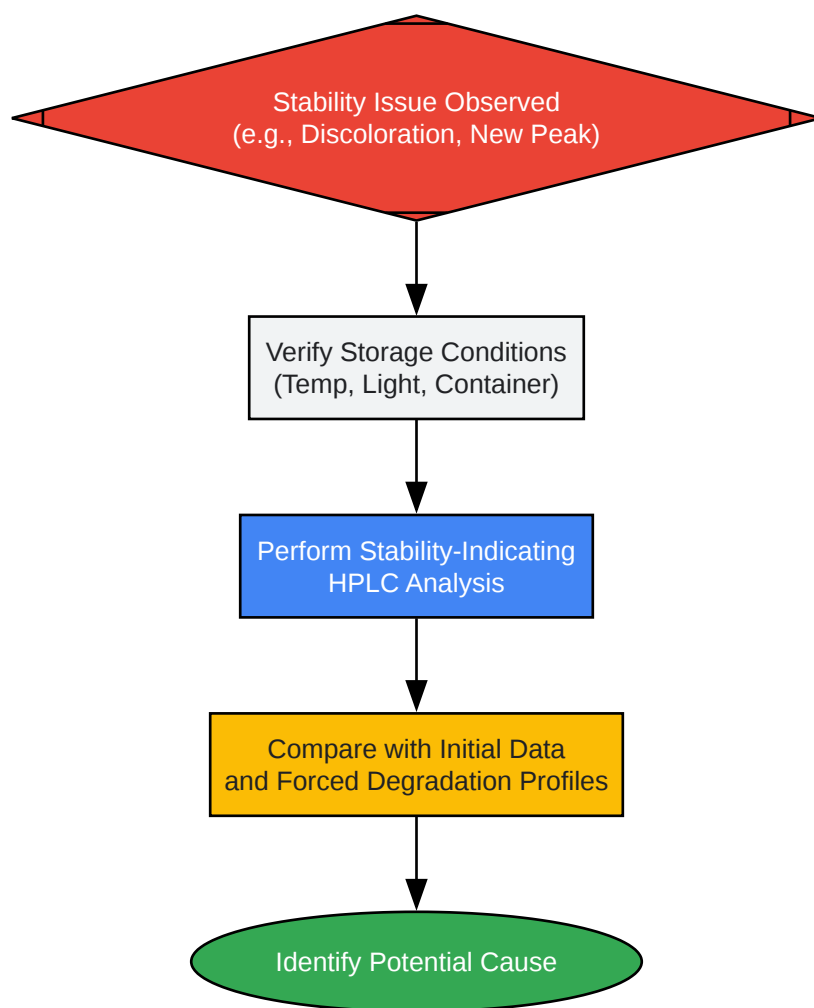 Stability Issue Observed
(e.g., Discoloration, New Peak)
Verify Storage Conditions
(Temp, Light, Container)
Perform Stability-Indicating
HPLC Analysis
Compare with Initial Data
and Forced Degradation Profiles
Identify Potential Cause